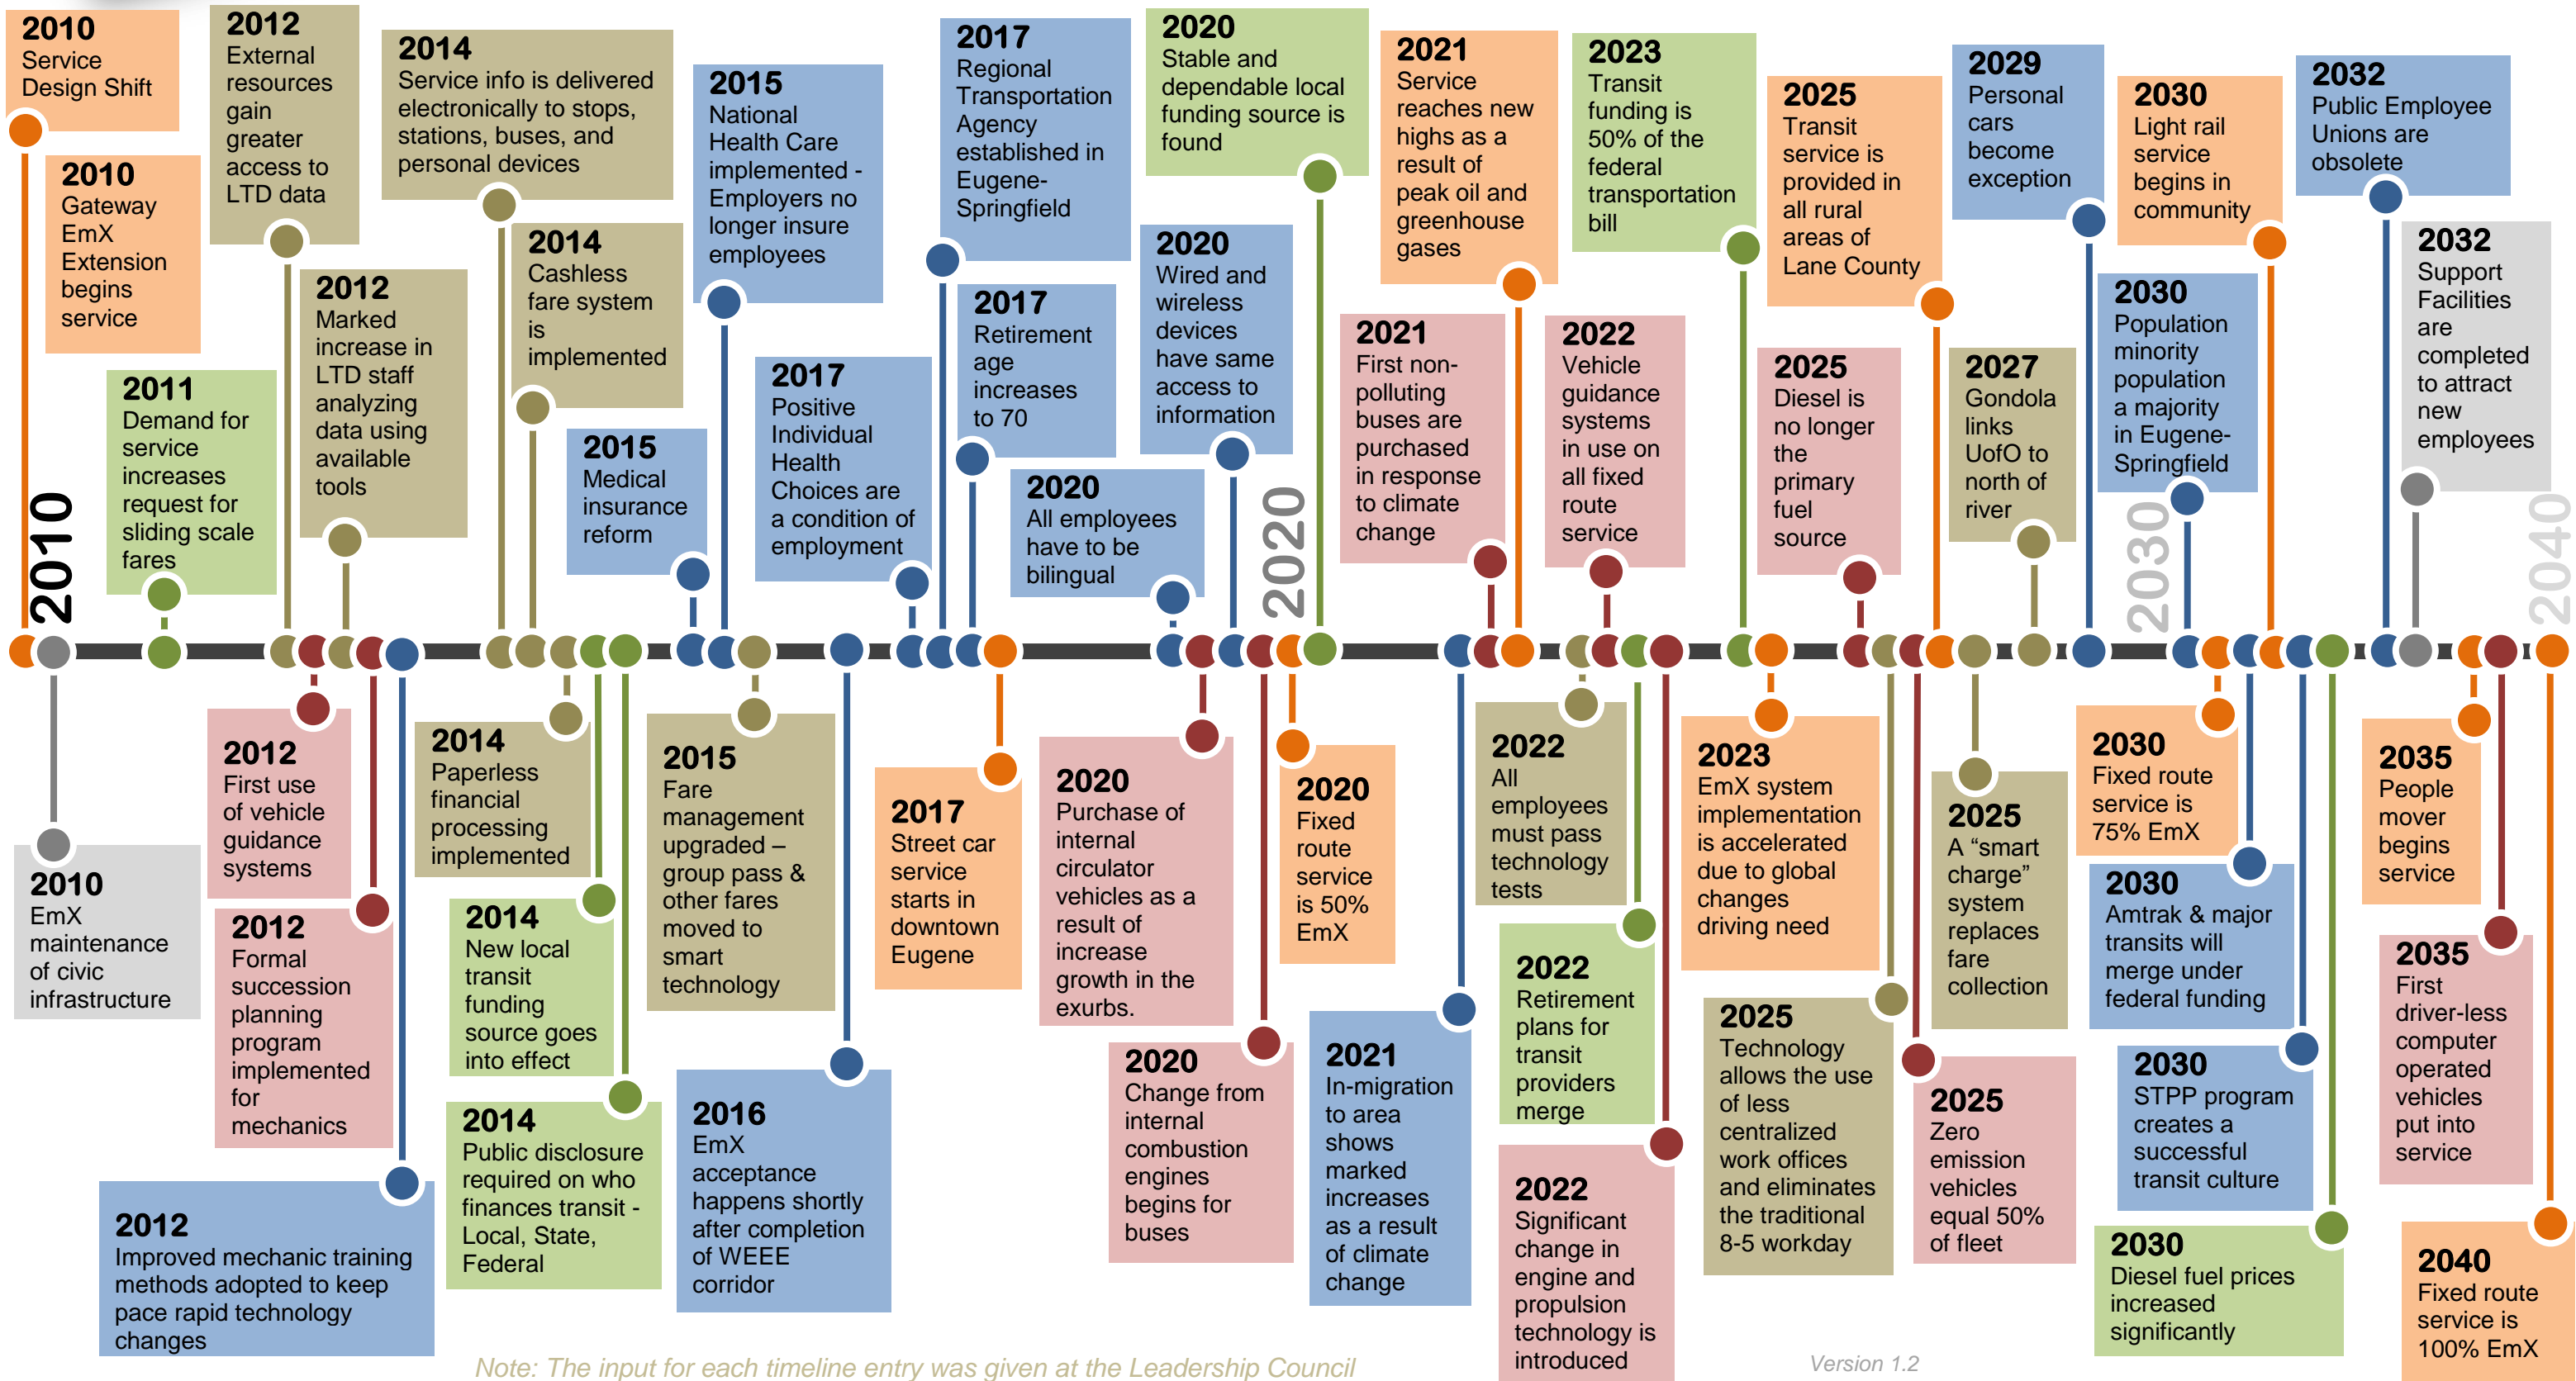 2010
Service
Design Shift
2010
Gateway
EmX
Extension
begins
service
2011
Demand for
service
increases
request for
sliding scale
fares
2012
External
resources
gain
greater
access to
LTD data
2012
Marked
increase in
LTD staff
analyzing
data using
available
tools
2014
Service info is delivered
electronically to stops,
stations, buses, and
personal devices
2014
Cashless
fare system
is
implemented
2015
Medical
insurance
reform
2015
National
Health Care
implemented -
Employers no
longer insure
employees
2017
Positive
Individual
Health
Choices are
a condition of
employment
2017
Regional
Transportation
Agency
established in
Eugene-
Springfield
2017
Retirement
age
increases
to 70
2020
All employees
have to be
bilingual
2020
Wired and
wireless
devices
have same
access to
information
2020
Stable and
dependable local
funding source is
found
2021
First non-
polluting
buses are
purchased
in response
to climate
change
2021
Service
reaches new
highs as a
result of
peak oil and
greenhouse
gases
2022
Vehicle
guidance
systems
in use on
all fixed
route
service
2023
Transit
funding is
50% of the
federal
transportation
bill
2025
Diesel is
no longer
the
primary
fuel
source
2025
Transit
service is
provided in
all rural
areas of
Lane County
2027
Gondola
links
UofO to
north of
river
2029
Personal
cars
become
exception
2030
Population
minority
population
a majority
in Eugene-
Springfield
2030
Light rail
service
begins in
community
2032
Public Employee
Unions are
obsolete
2032
Support
Facilities
are
completed
to attract
new
employees
2010
2020
2030
2040
2010
EmX
maintenance
of civic
infrastructure
2012
First use
of vehicle
guidance
systems
2012
Formal
succession
planning
program
implemented
for
mechanics
2012
Improved mechanic training
methods adopted to keep
pace rapid technology
changes
2014
Paperless
financial
processing
implemented
2014
New local
transit
funding
source goes
into effect
2014
Public disclosure
required on who
finances transit -
Local, State,
Federal
2015
Fare
management
upgraded –
group pass &
other fares
moved to
smart
technology
2016
EmX
acceptance
happens shortly
after completion
of WEEE
corridor
2017
Street car
service
starts in
downtown
Eugene
2020
Purchase of
internal
circulator
vehicles as a
result of
increase
growth in the
exurbs.
2020
Change from
internal
combustion
engines
begins for
buses
2020
Fixed
route
service
is 50%
EmX
2021
In-migration
to area
shows
marked
increases
as a result
of climate
change
2022
All
employees
must pass
technology
tests
2022
Retirement
plans for
transit
providers
merge
2022
Significant
change in
engine and
propulsion
technology is
introduced
2023
EmX system
implementation
is accelerated
due to global
changes
driving need
2025
Technology
allows the use
of less
centralized
work offices
and eliminates
the traditional
8-5 workday
2025
Zero
emission
vehicles
equal 50%
of fleet
2025
A “smart
charge”
system
replaces
fare
collection
2030
Fixed route
service is
75% EmX
2030
Amtrak & major
transits will
merge under
federal funding
2030
STPP program
creates a
successful
transit culture
2030
Diesel fuel prices
increased
significantly
2035
People
mover
begins
service
2035
First
driver-less
computer
operated
vehicles
put into
service
2040
Fixed route
service is
100% EmX
Note: The input for each timeline entry was given at the Leadership Council
Version 1.2